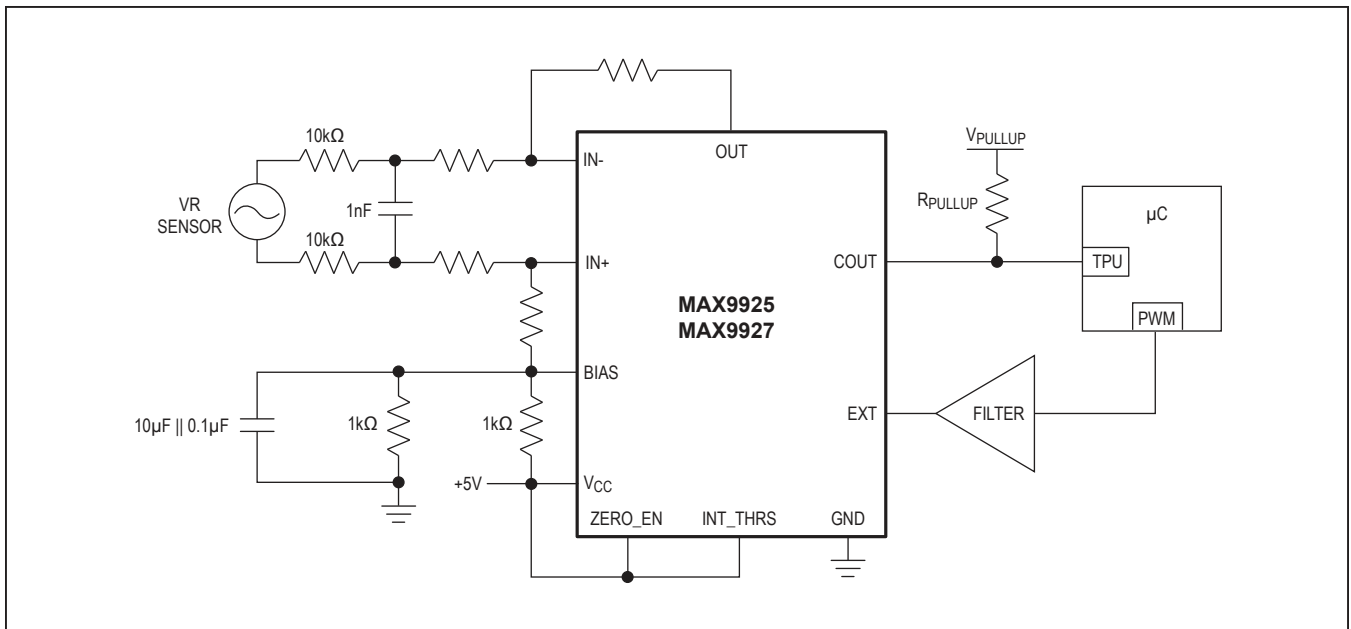 10kΩ
VR
SENSOR
1nF
10kΩ
10µF || 0.1µF
1kΩ
1kΩ
+5V
IN-
OUT
IN+
MAX9925
MAX9927
BIAS
VCC
ZERO_EN
INT_THRS
GND
COUT
EXT
VPULLUP
RPULLUP
µC
TPU
PWM
FILTER